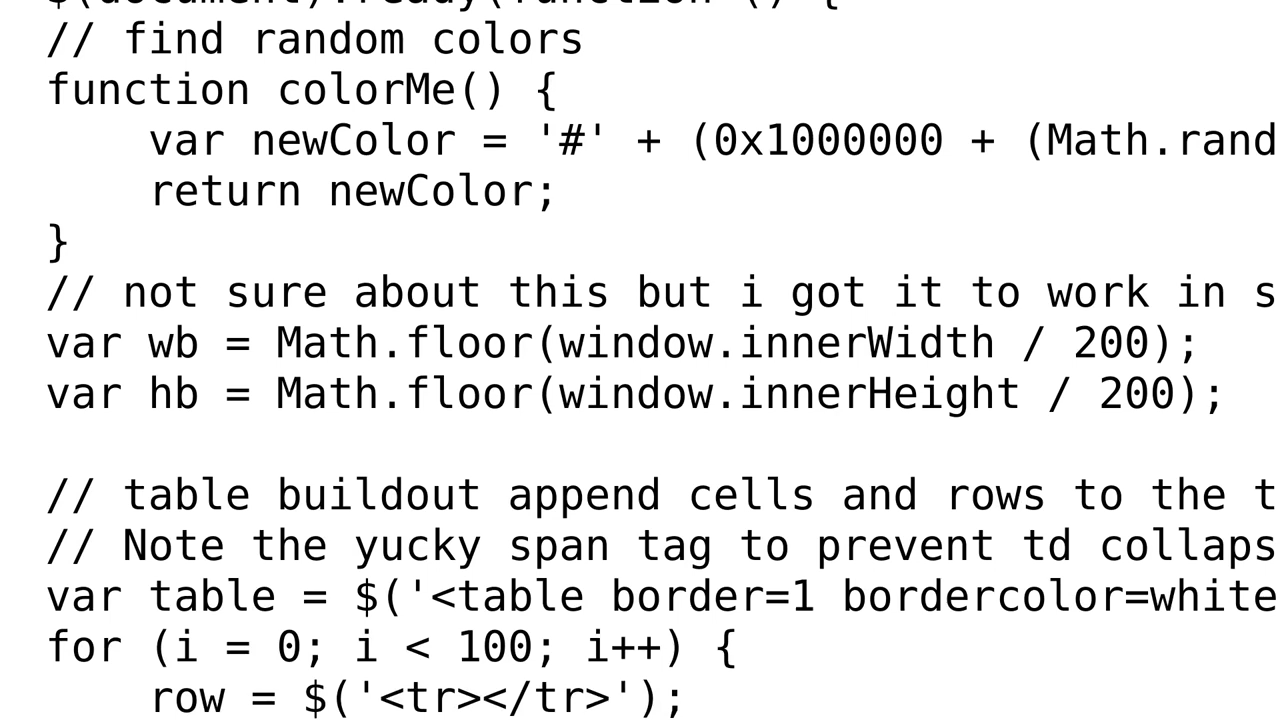 $(document).ready(function () {
// find random colors
function colorMe() {
    var newColor = '#' + (0x1000000 + (Math.rand
    return newColor;
}
// not sure about this but i got it to work in s
var wb = Math.floor(window.innerWidth / 200);
var hb = Math.floor(window.innerHeight / 200);

// table buildout append cells and rows to the t
// Note the yucky span tag to prevent td collaps
var table = $('<table border=1 bordercolor=white
for (i = 0; i < 100; i++) {
    row = $('<tr></tr>');